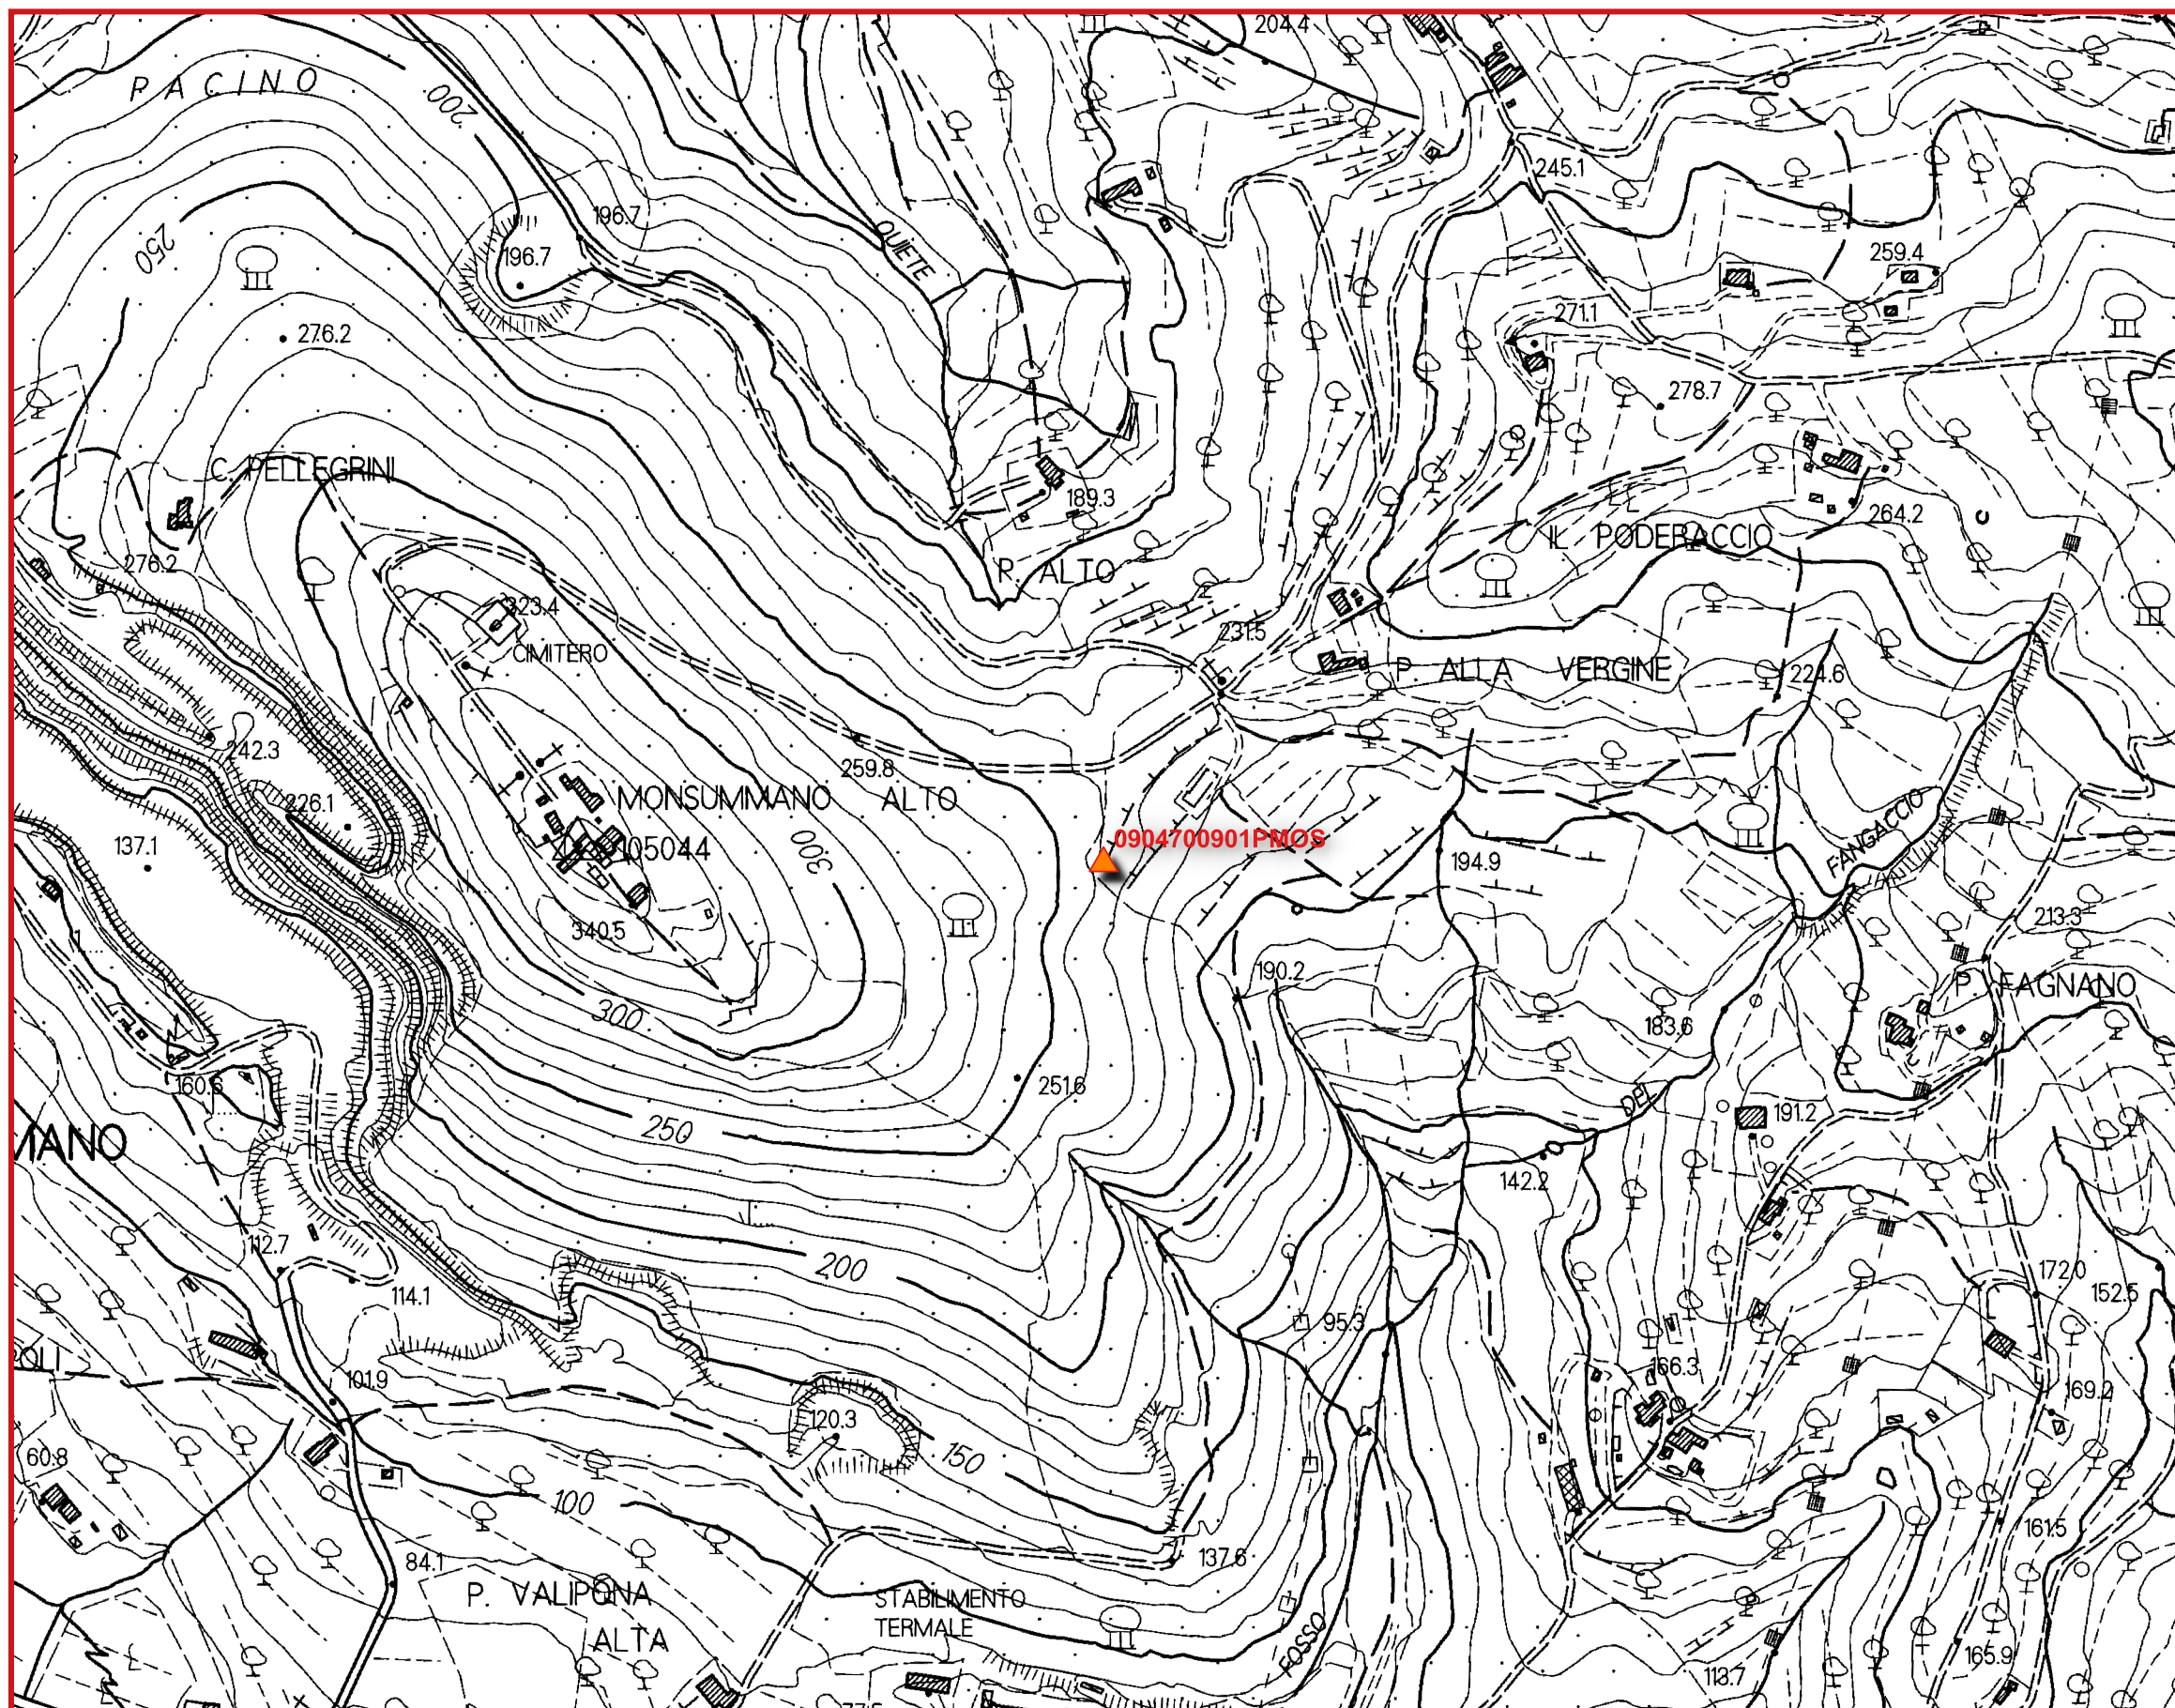 204.4
PACINO
200
245.1
196.7
196.7
QUIETE
250
259.4
271.1
276.2
278.7
C. PELLEGRINI
189.3
264.2
IL PODERACCIO
276.2
P. ALTO
323.4
CIMITERO
231.5
P. ALLA VERGINE
224.6
242.3
259.8
MONSUMMANO ALTO
226.1
137.1
0904700901PMOS
105044
300
FANGACCIO
194.9
213.3
340.5
190.2
P. FAGNANO
300
183.6
251.6
160.6
DEL
191.2
250
MANO
142.2
112.7
200
172.0
152.5
114.1
95.3
OLI
166.3
101.9
169.2
120.3
60.8
150
100
161.5
84.1
137.6
P. VALIPONA
ALTA
STABILIMENTO
TERMALE
FOSSO
165.9
113.7